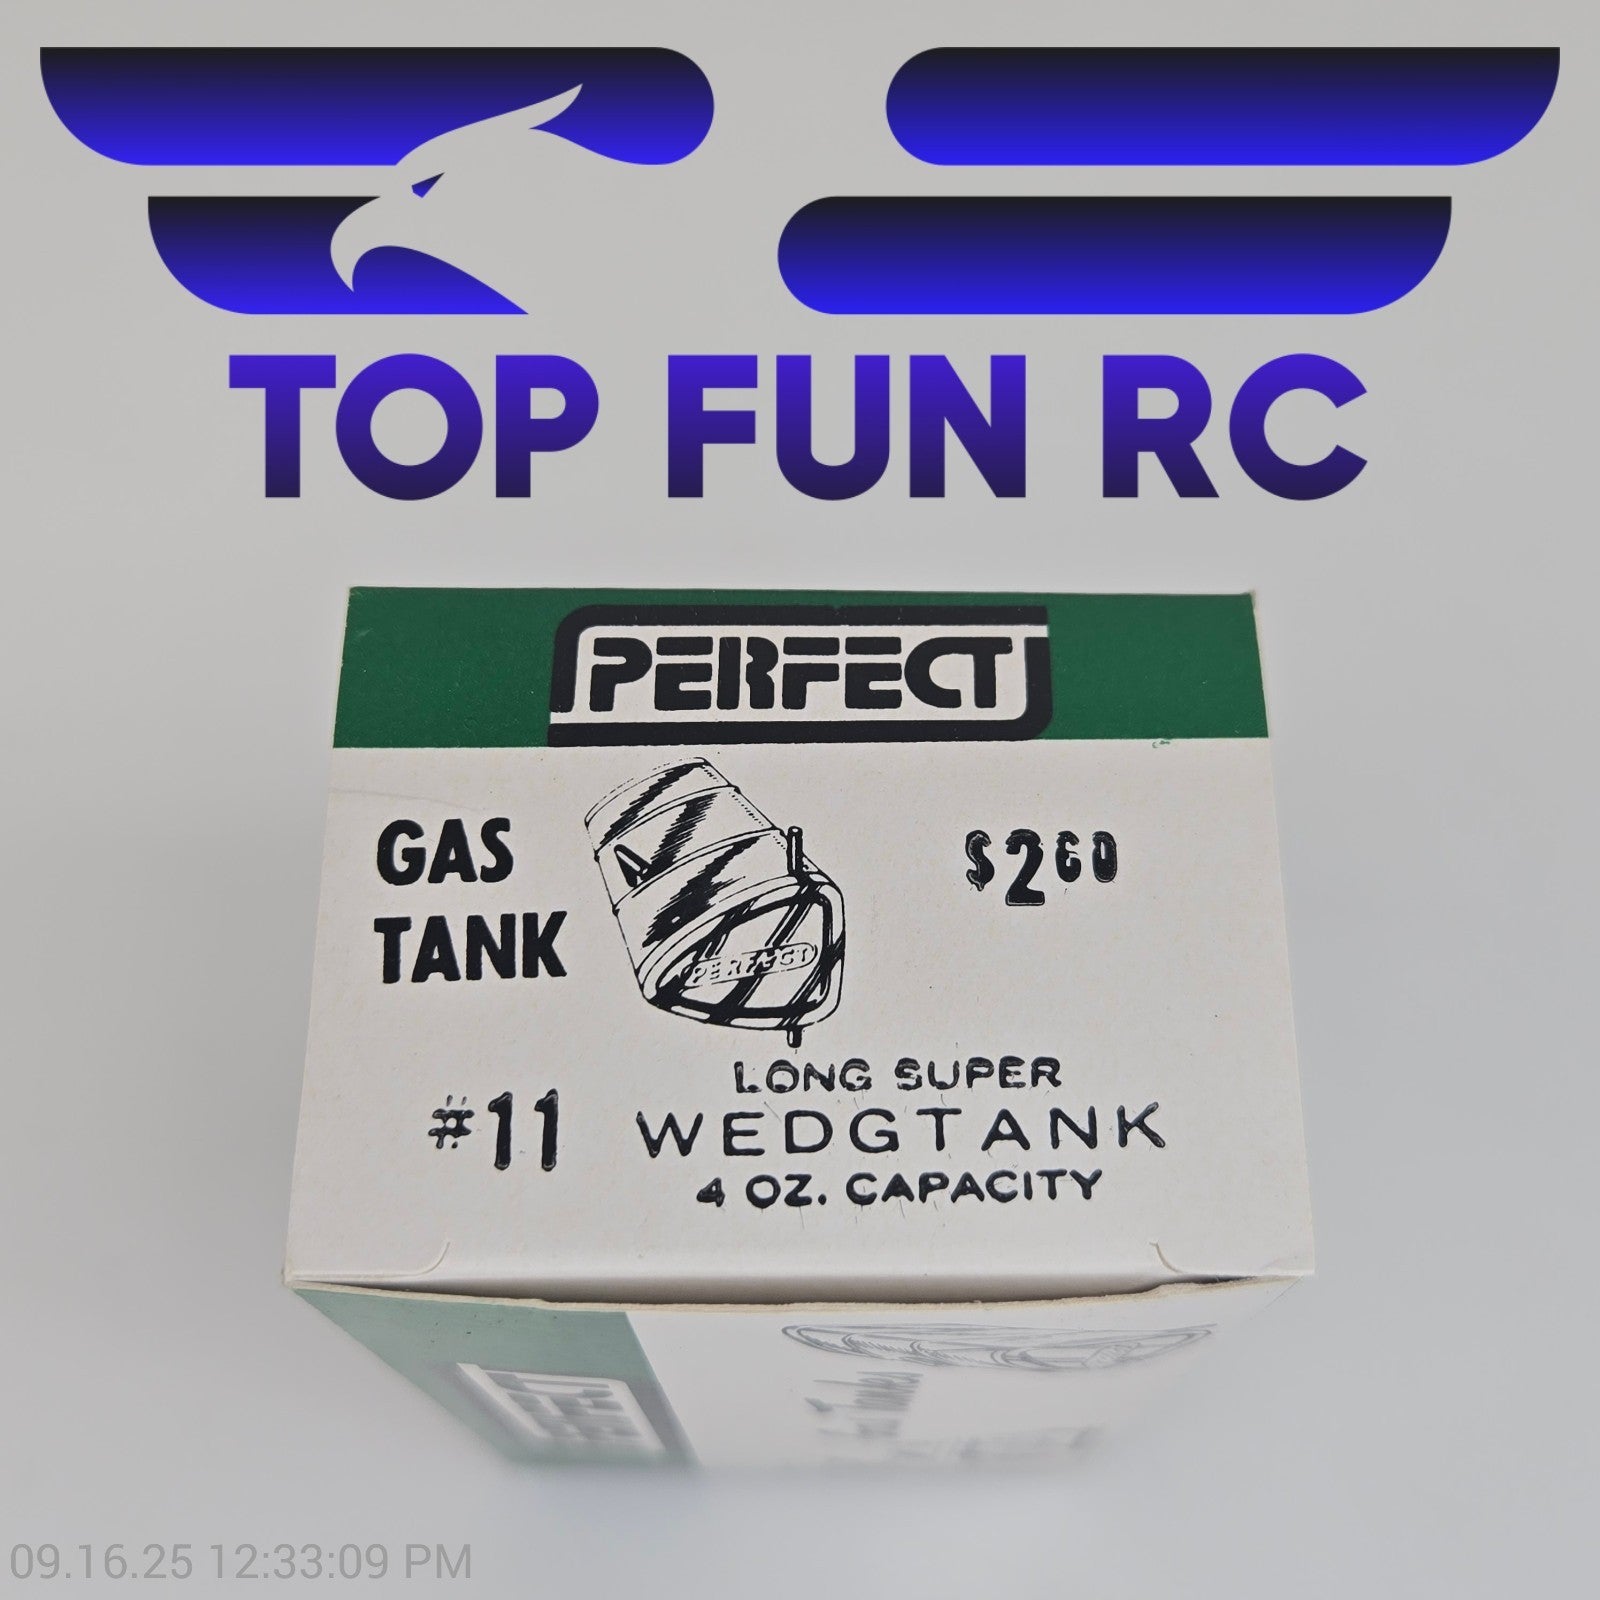 TOP FUN RC
PERFECT
GAS
TANK
$2 60
PERFECT
#11
LONG SUPER
WEDGTANK
4 OZ. CAPACITY
09.16.25 12:33:09 PM